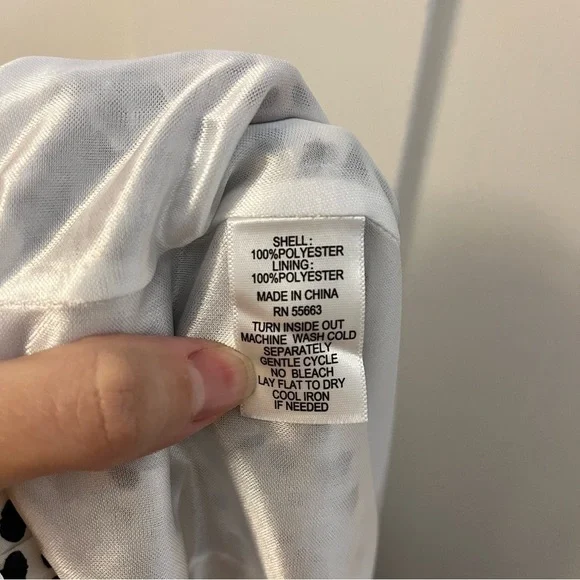 SHELL:
100%POLYESTER
LINING:
100%POLYESTER
MADE IN CHINA
RN 55663
TURN INSIDE OUT
MACHINE WASH COLD
SEPARATELY
GENTLE CYCLE
NO BLEACH
LAY FLAT TO DRY
COOL IRON
IF NEEDED